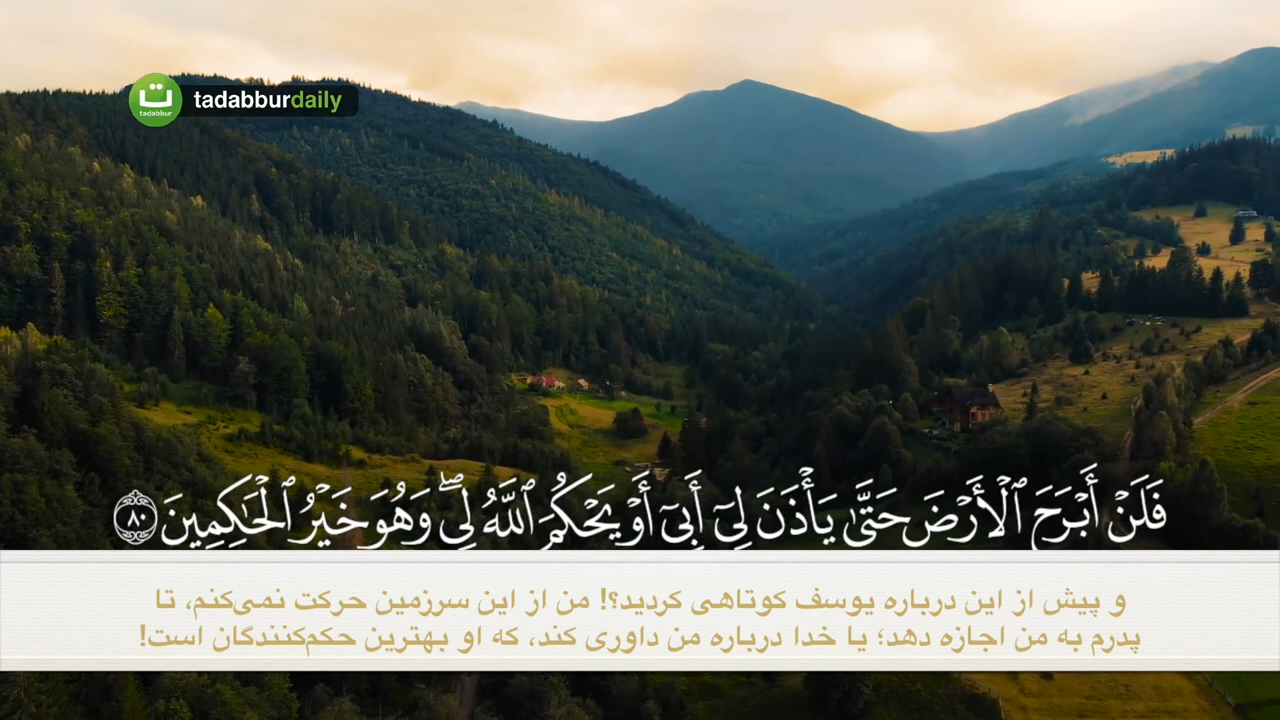 ت
tadabbur
tadabburdaily
فَلَنْ أَبْرَحَ ٱلْأَرْضَ حَتَّىٰ يَأْذَنَ لِىٓ أَبِىٓ أَوْ يَحْكُمَ ٱللَّهُ لِى ۖ وَهُوَ خَيْرُ ٱلْحَـٰكِمِينَ ٨٠
و پیش از این درباره یوسف کوتاهی کردید؟! من از این سرزمین حرکت نمی‌کنم، تا
پدرم به من اجازه دهد؛ یا خدا درباره من داوری کند، که او بهترین حکم‌کنندگان است!